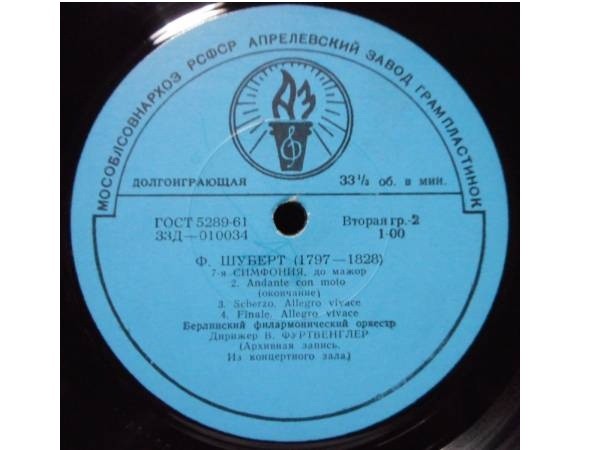 МОСОБЛСОВНАРХОЗ РСФСР АПРЕЛЕВСКИЙ ЗАВОД ГРАМПЛАСТИНОК
АЗ
ДОЛГОИГРАЮЩАЯ 33⅓ об. в мин.
ГОСТ 5289-61 Вторая гр.-2
33Д—010034 1-00
Ф. ШУБЕРТ (1797—1828)
7-я СИМФОНИЯ, до мажор
2. Andante con moto
(окончание)
3. Scherzo. Allegro vivace
4. Finale. Allegro vivace
Берлинский филармонический оркестр
Дирижер В. ФУРТВЕНГЛЕР
(Архивная запись.
Из концертного зала.)